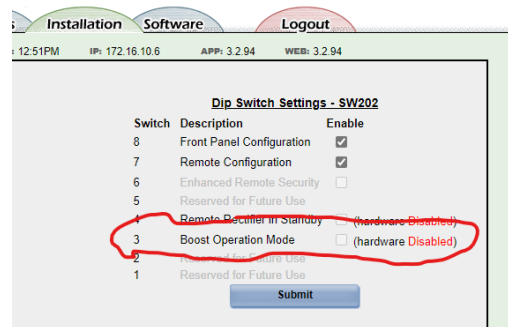 s Installation Software Logout
: 12:51PM IP: 172.16.10.6 APP: 3.2.94 WEB: 3.2.94
Dip Switch Settings - SW202
Switch Description Enable
8 Front Panel Configuration
7 Remote Configuration
6 Enhanced Remote Security
5 Reserved for Future Use
4 Remote Rectifier in Standby (hardware Disabled)
3 Boost Operation Mode (hardware Disabled)
2 Reserved for Future Use
1 Reserved for Future Use
Submit